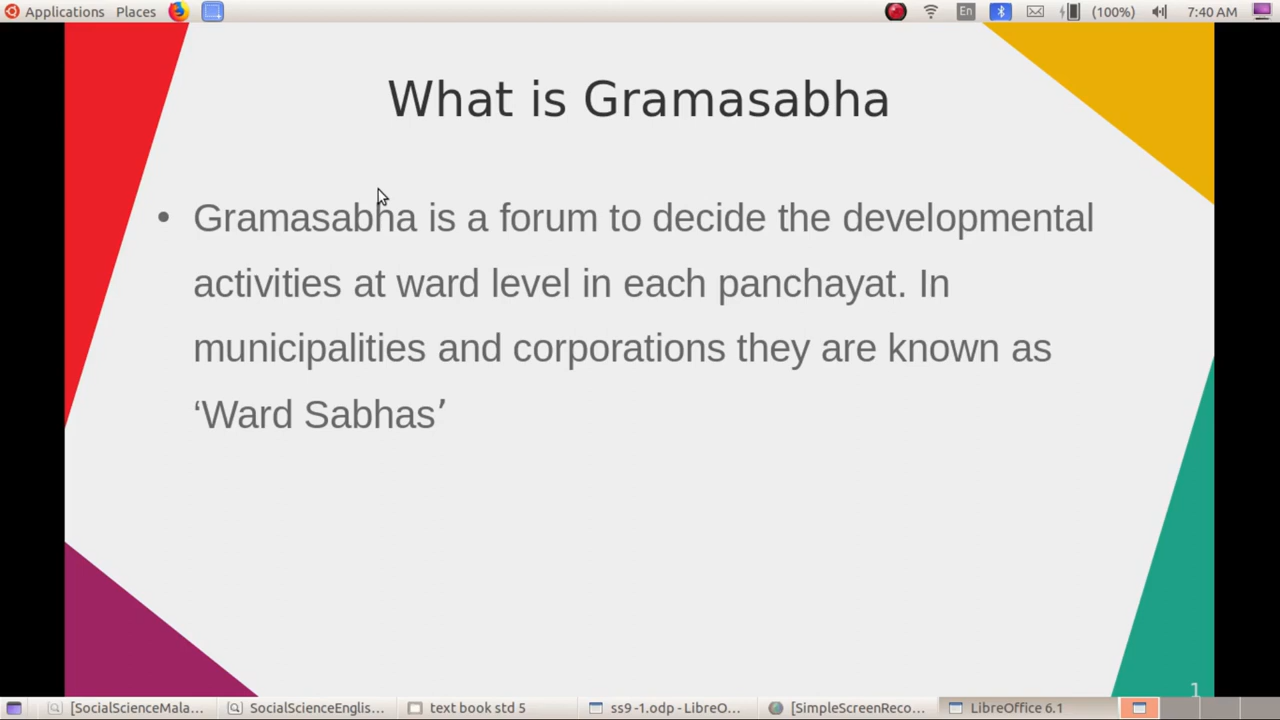 Applications Places En (100%) 7:40 AM
What is Gramasabha
• Gramasabha is a forum to decide the developmental
activities at ward level in each panchayat. In
municipalities and corporations they are known as
‘Ward Sabhas’
1
[SocialScienceMala... SocialScienceEnglis... text book std 5 ss9 -1.odp - LibreO... [SimpleScreenReco... LibreOffice 6.1